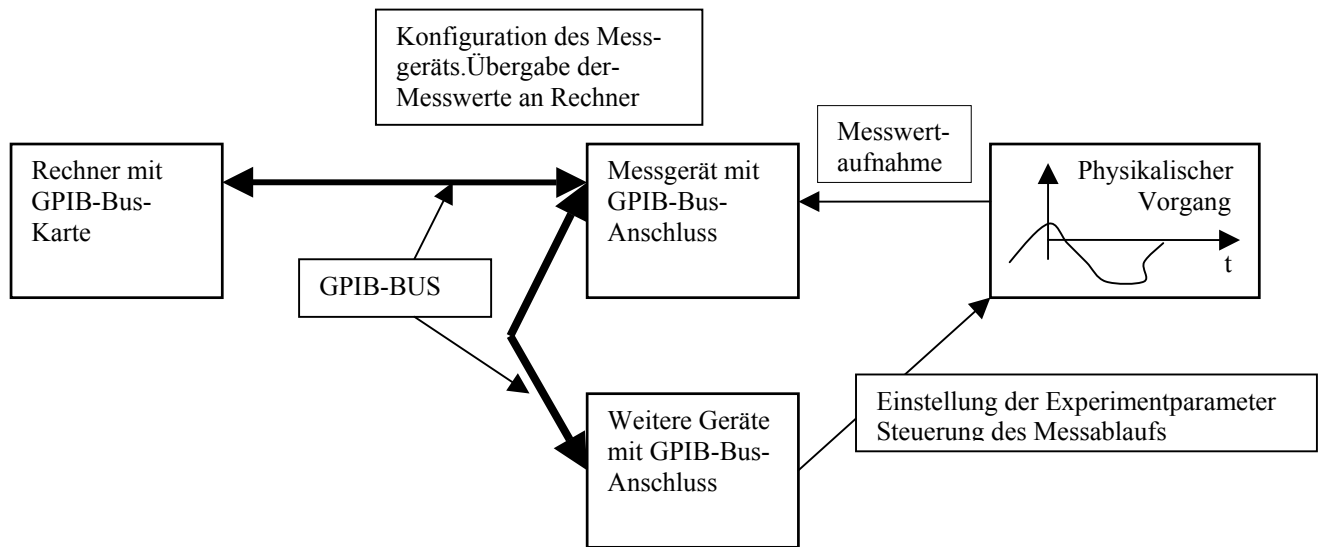 Konfiguration des Mess-
geräts.Übergabe der-
Messwerte an Rechner
Rechner mit
GPIB-Bus-
Karte
Messgerät mit
GPIB-Bus-
Anschluss
Messwert-
aufnahme
Physikalischer
Vorgang
t
GPIB-BUS
Weitere Geräte
mit GPIB-Bus-
Anschluss
Einstellung der Experimentparameter
Steuerung des Messablaufs